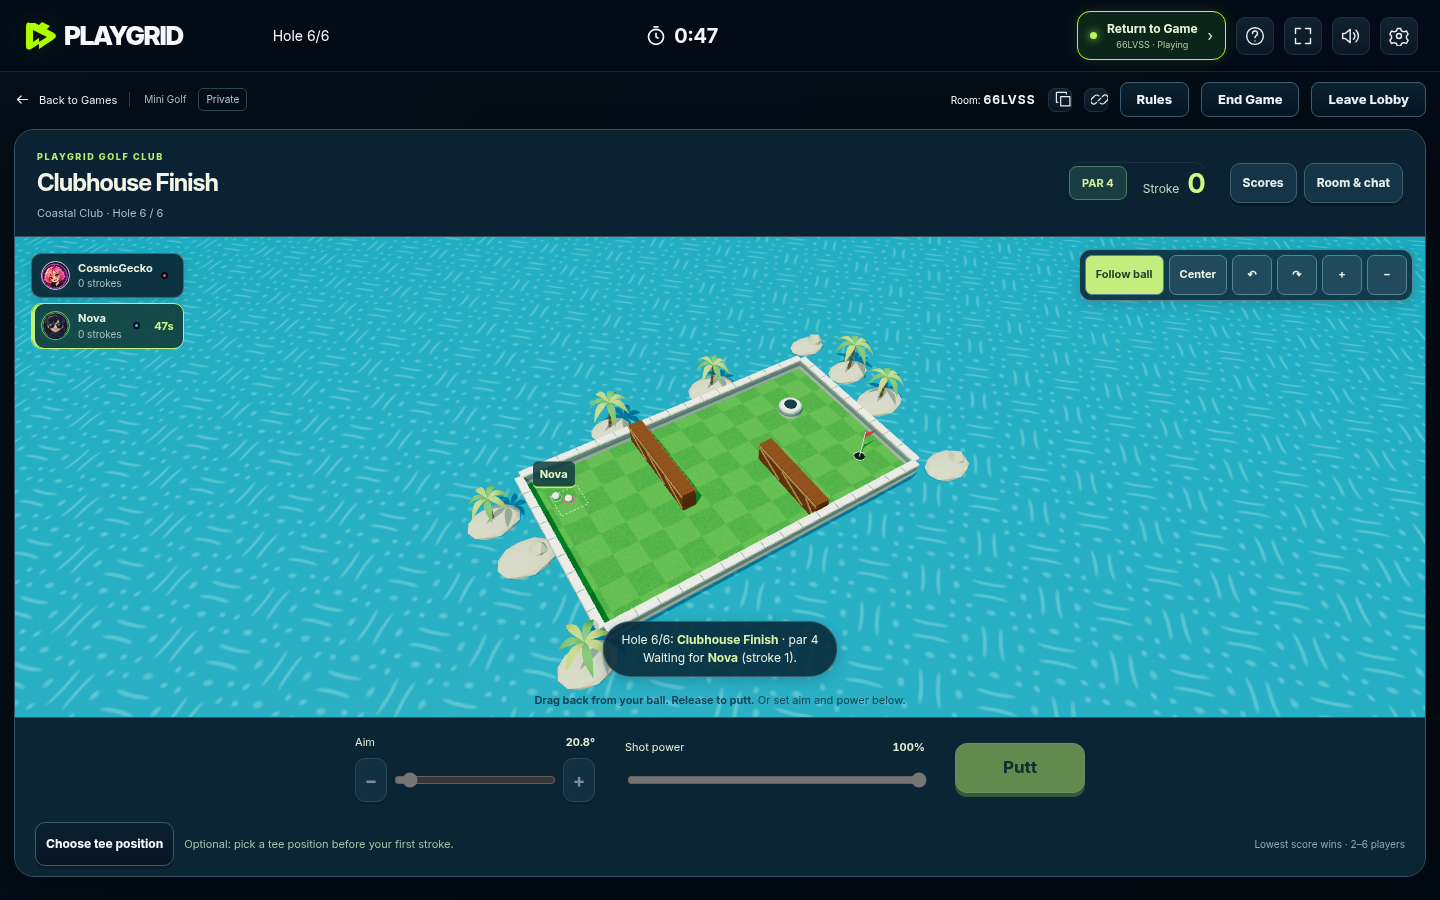 PLAYGRID
Hole 6/6
0:47
Return to Game
66LVSS · Playing
Back to Games
Mini Golf
Private
Room: 66LVSS
Rules
End Game
Leave Lobby
PLAYGRID GOLF CLUB
Clubhouse Finish
Coastal Club · Hole 6 / 6
PAR 4
Stroke 0
Scores
Room & chat
CosmicGecko
0 strokes
Nova
0 strokes
47s
Follow ball
Center
Nova
Hole 6/6: Clubhouse Finish · par 4
Waiting for Nova (stroke 1).
Drag back from your ball. Release to putt. Or set aim and power below.
Aim
20.8°
Shot power
100%
Putt
Choose tee position
Optional: pick a tee position before your first stroke.
Lowest score wins · 2–6 players